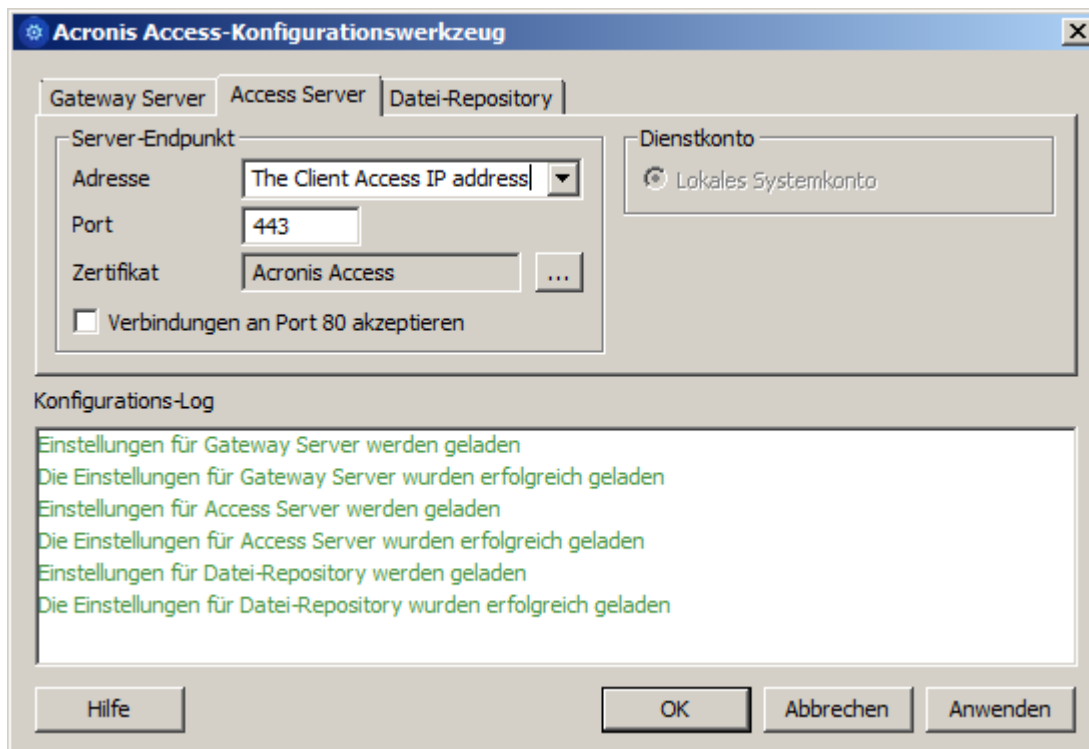 Acronis Access-Konfigurationswerkzeug
Gateway Server Access Server Datei-Repository
Server-Endpunkt
Adresse The Client Access IP address
Port 443
Zertifikat Acronis Access ...
Verbindungen an Port 80 akzeptieren
Dienstkonto
Lokales Systemkonto
Konfigurations-Log
Einstellungen für Gateway Server werden geladen
Die Einstellungen für Gateway Server wurden erfolgreich geladen
Einstellungen für Access Server werden geladen
Die Einstellungen für Access Server wurden erfolgreich geladen
Einstellungen für Datei-Repository werden geladen
Die Einstellungen für Datei-Repository wurden erfolgreich geladen
Hilfe OK Abbrechen Anwenden